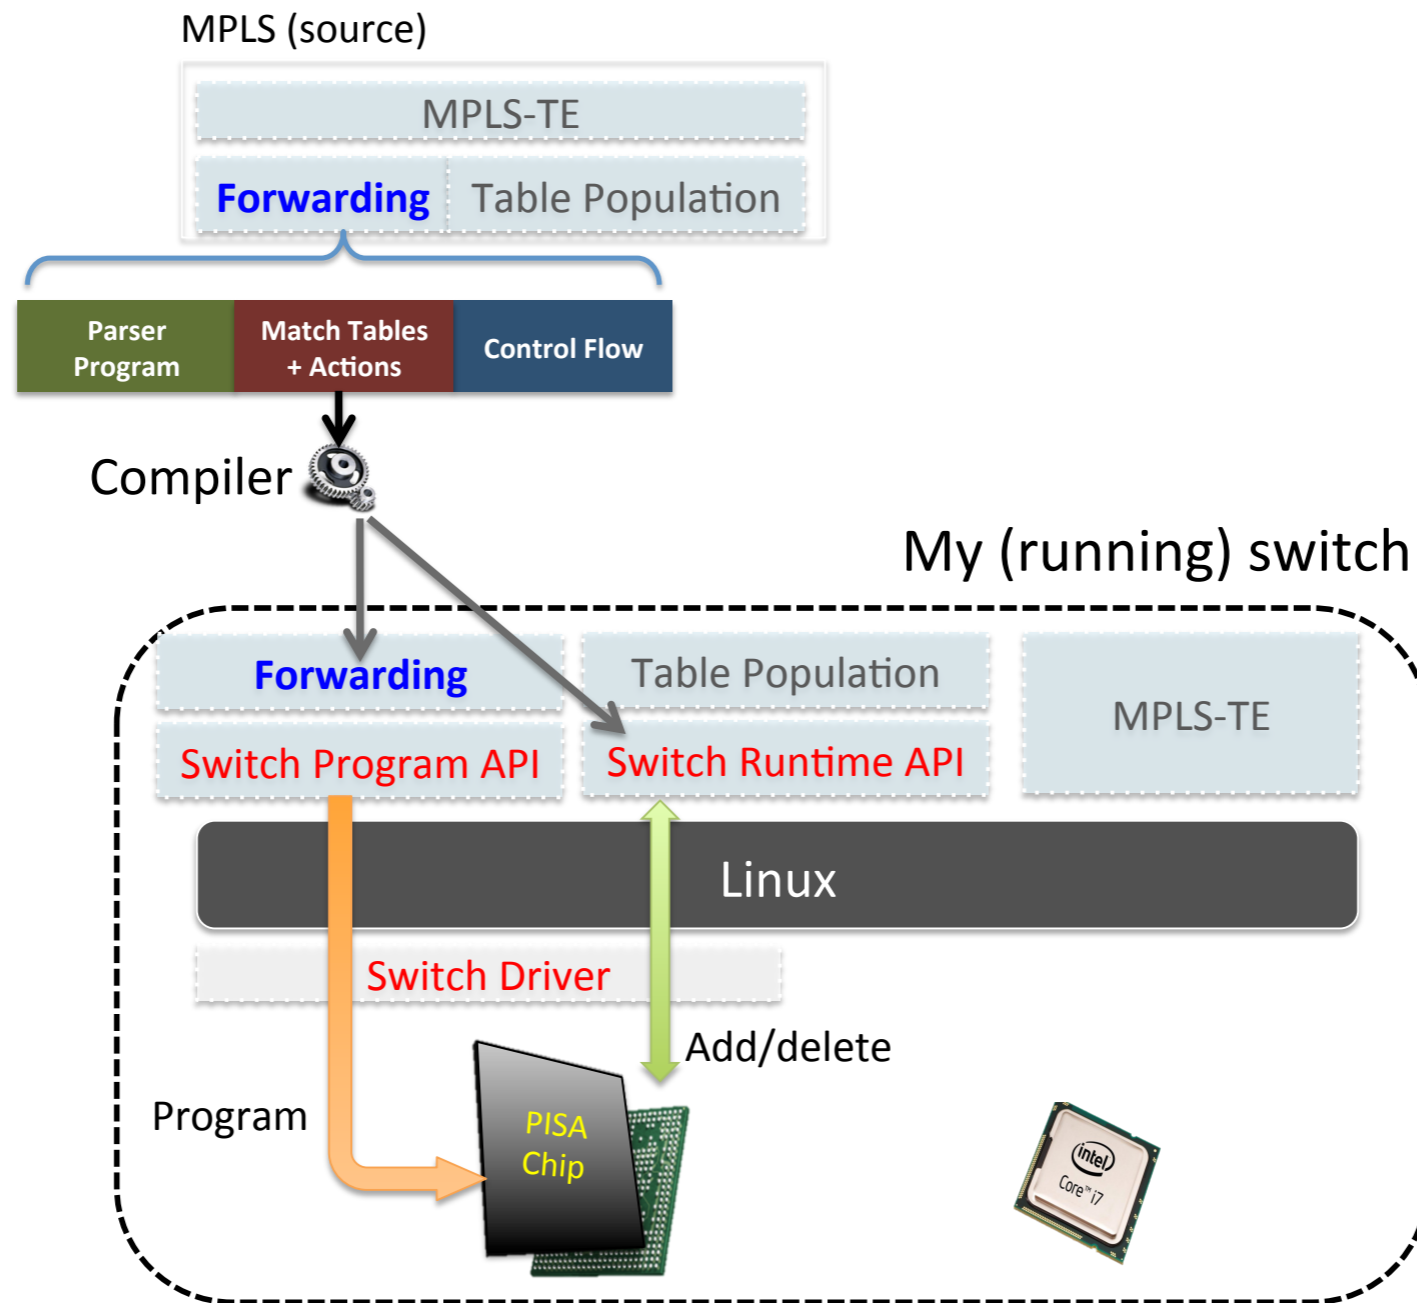 MPLS (source)
MPLS-TE
Forwarding
Table Population
Parser
Program
Match Tables
+ Actions
Control Flow
Compiler
My (running) switch
Forwarding
Table Population
MPLS-TE
Switch Program API
Switch Runtime API
Linux
Switch Driver
Add/delete
Program
PISA
Chip
intel
Core™ i7